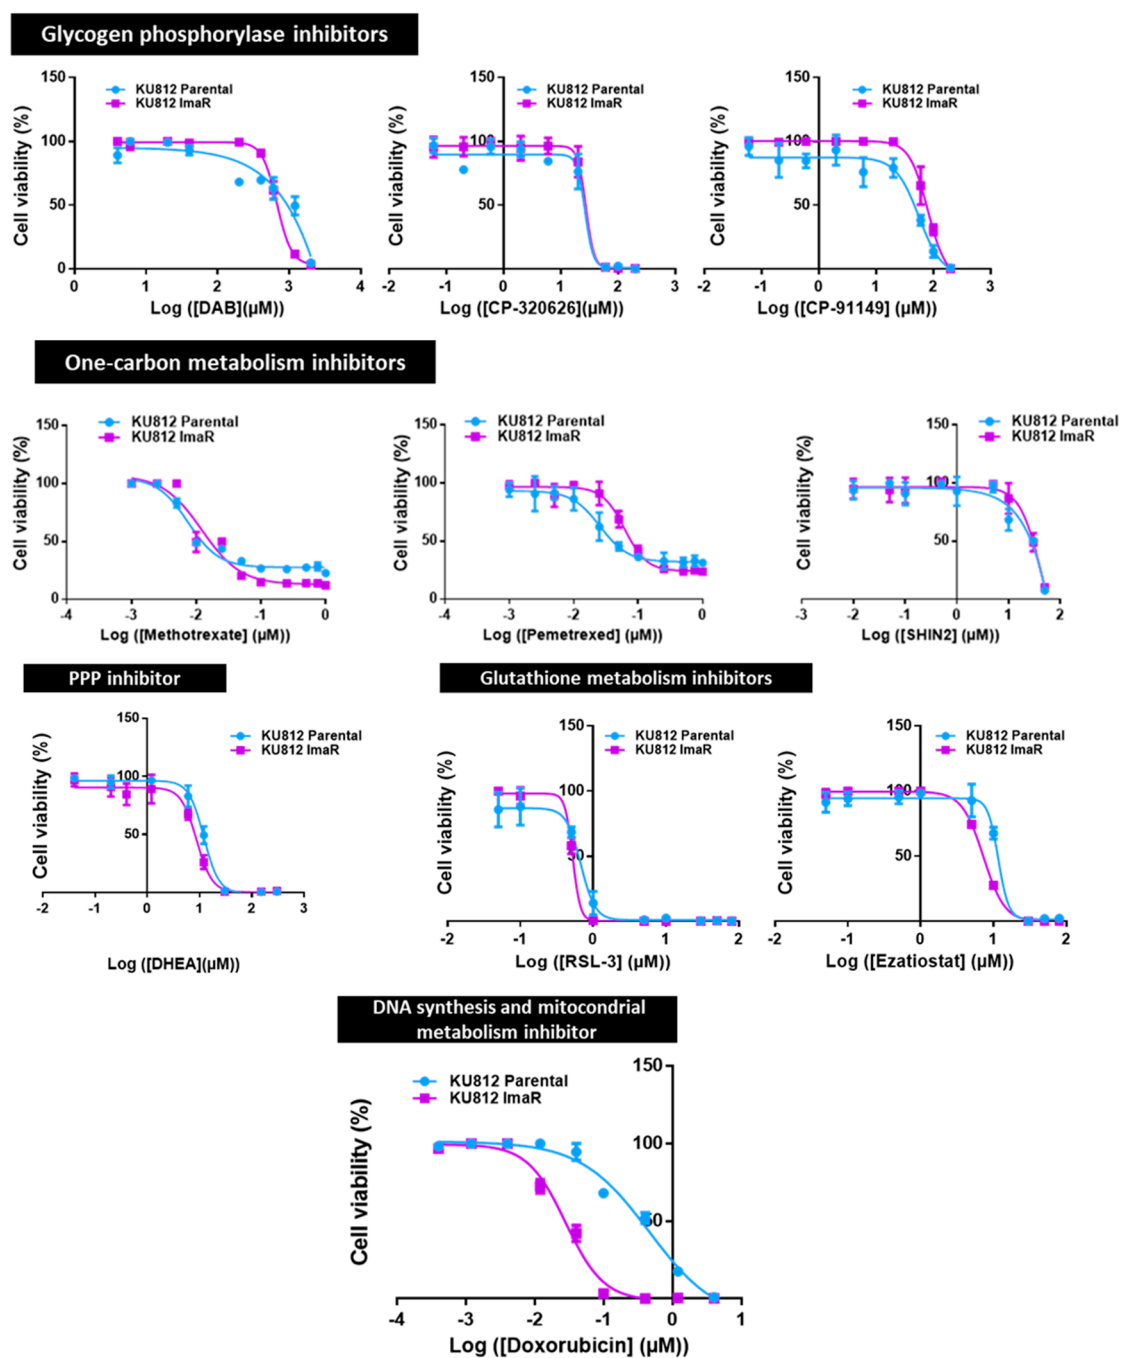 Glycogen phosphorylase inhibitors
150
100
50
0
Cell viability (%)
KU812 Parental
KU812 ImaR
0 1 2 3 4
Log ([DAB](µM))
150
100
50
Cell viability (%)
KU812 Parental
KU812 ImaR
-2 -1 0 1 2 3
Log ([CP-320626](µM))
150
100
50
Cell viability (%)
KU812 Parental
KU812 ImaR
-2 -1 0 1 2 3
Log ([CP-91149] (µM))
One-carbon metabolism inhibitors
150
100
50
0
Cell viability (%)
KU812 Parental
KU812 ImaR
-4 -3 -2 -1 0
Log ([Methotrexate] (µM))
150
100
50
0
Cell viability (%)
KU812 Parental
KU812 ImaR
-4 -3 -2 -1 0
Log ([Pemetrexed] (µM))
150
100
50
Cell viability (%)
KU812 Parental
KU812 ImaR
-3 -2 -1 0 1 2
Log ([SHIN2] (µM))
PPP inhibitor
150
100
50
Cell viability (%)
KU812 Parental
KU812 ImaR
-2 -1 0 1 2 3
Log ([DHEA](µM))
Glutathione metabolism inhibitors
150
100
50
Cell viability (%)
KU812 Parental
KU812 ImaR
-2 -1 0 1 2
Log ([RSL-3] (µM))
150
100
50
Cell viability (%)
KU812 Parental
KU812 ImaR
-2 -1 0 1 2
Log ([Ezatiostat] (µM))
DNA synthesis and mitocondrial
metabolism inhibitor
150
100
50
Cell viability (%)
KU812 Parental
KU812 ImaR
-4 -3 -2 -1 0 1
Log ([Doxorubicin] (µM))